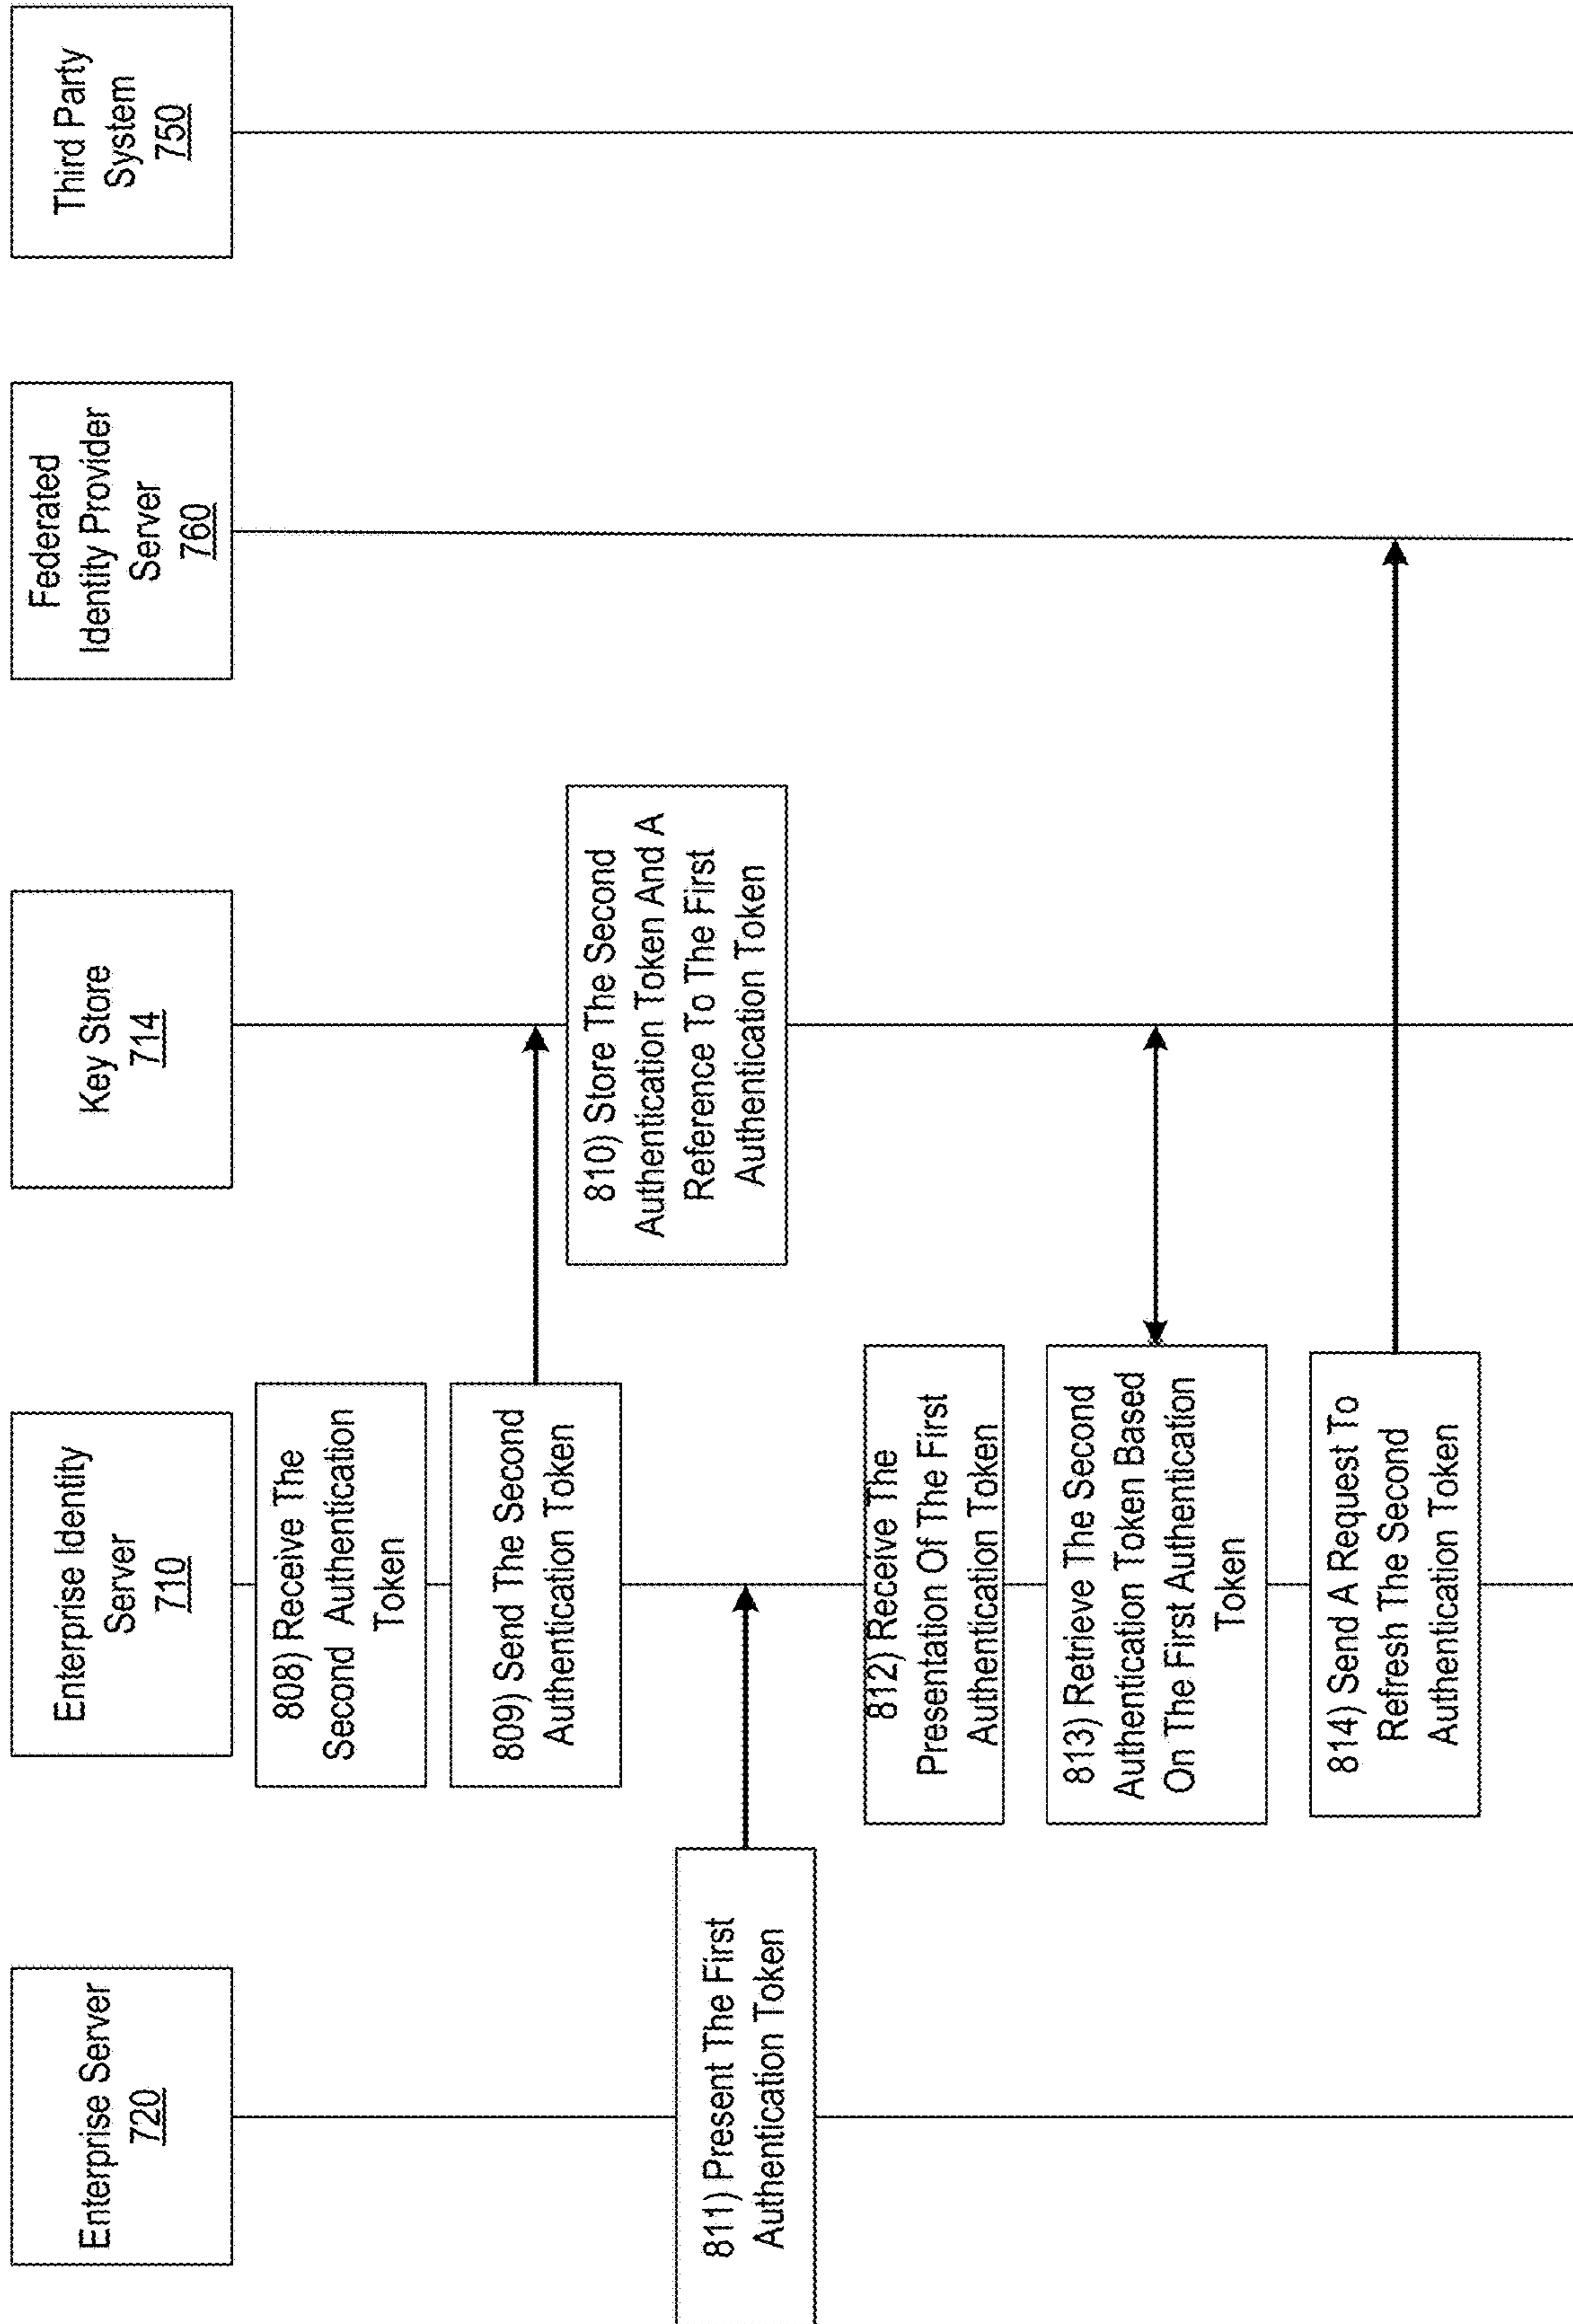 Enterprise Server
720
Enterprise Identity
Server
710
Key Store
714
Federated
Identity Provider
Server
760
Third Party
System
750
808) Receive The
Second Authentication
Token
809) Send The Second
Authentication Token
810) Store The Second
Authentication Token And A
Reference To The First
Authentication Token
811) Present The First
Authentication Token
812) Receive The
Presentation Of The First
Authentication Token
813) Retrieve The Second
Authentication Token Based
On The First Authentication
Token
814) Send A Request To
Refresh The Second
Authentication Token